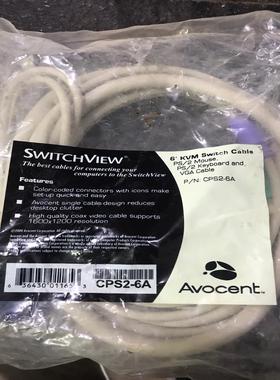 SWITCHVIEW™
The best cables for connecting your
computers to the SwitchView
6' KVM Switch Cable
PS/2 Mouse,
PS/2 Keyboard and
VGA Cable
P/N: CPS2-6A
Features
Color-coded connectors with icons make
set-up quick and easy
Avocent single cable design reduces
desktop clutter
High quality coax video cable supports
1600x1200 resolution
CPS2-6A
Avocent™